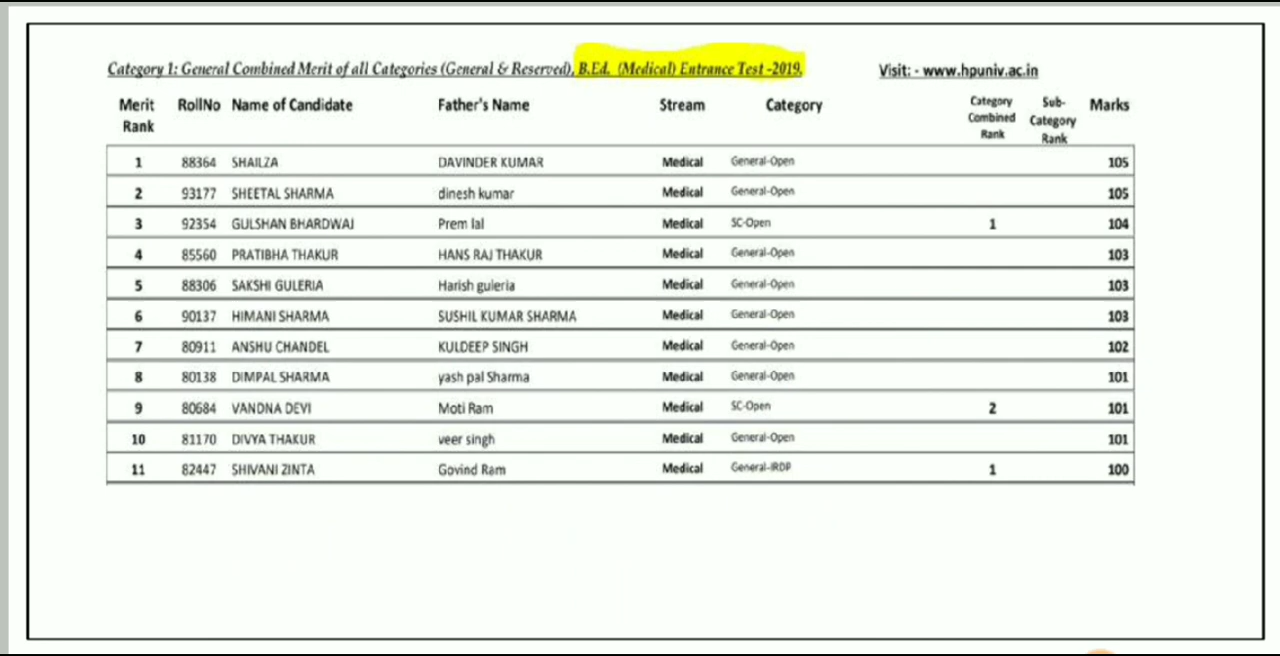 Category 1: General Combined Merit of all Categories (General & Reserved), B.Ed. (Medical) Entrance Test -2019, Visit: - www.hpuniv.ac.in
Merit Rank RollNo Name of Candidate Father's Name Stream Category Category Combined Rank Sub-Category Rank Marks
1 88364 SHAILZA DAVINDER KUMAR Medical General-Open 105
2 93177 SHEETAL SHARMA dinesh kumar Medical General-Open 105
3 92354 GULSHAN BHARDWAJ Prem lal Medical SC-Open 1 104
4 85560 PRATIBHA THAKUR HANS RAJ THAKUR Medical General-Open 103
5 88306 SAKSHI GULERIA Harish guleria Medical General-Open 103
6 90137 HIMANI SHARMA SUSHIL KUMAR SHARMA Medical General-Open 103
7 80911 ANSHU CHANDEL KULDEEP SINGH Medical General-Open 102
8 80138 DIMPAL SHARMA yash pal Sharma Medical General-Open 101
9 80684 VANDNA DEVI Moti Ram Medical SC-Open 2 101
10 81170 DIVYA THAKUR veer singh Medical General-Open 101
11 82447 SHIVANI ZINTA Govind Ram Medical General-IRDP 1 100